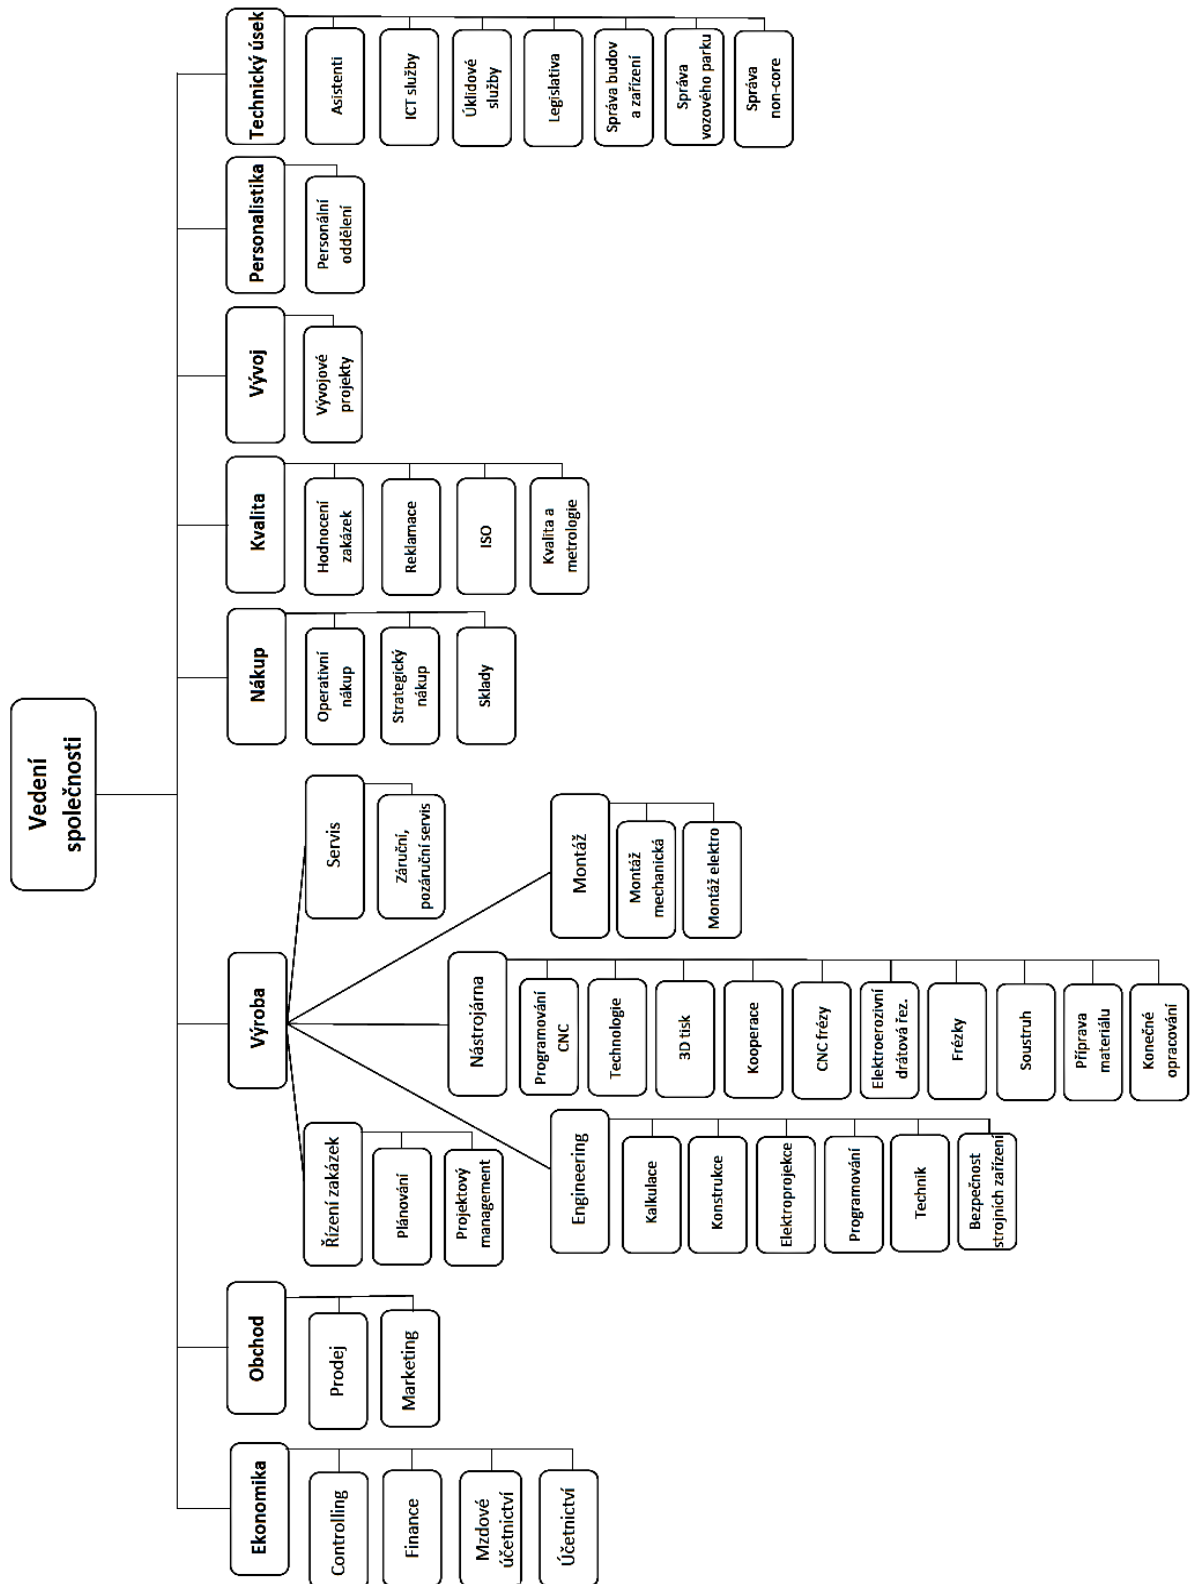 Vedení
společnosti
Ekonomika
Controlling
Finance
Mzdové
účetnictví
Účetnictví
Obchod
Prodej
Marketing
Výroba
Řízení zakázek
Plánování
Projektový
management
Engineering
Kalkulace
Konstrukce
Elektroprojekce
Programování
Technik
Bezpečnost
strojních zařízení
Nástrojárna
Programování
CNC
Technologie
3D tisk
Kooperace
CNC frézy
Elektroerozivní
drátová řez.
Frézky
Soustruh
Příprava
materiálu
Konečné
opracování
Montáž
Montáž
mechanická
Montáž elektro
Servis
Záruční,
pozáruční servis
Nákup
Operativní
nákup
Strategický
nákup
Sklady
Kvalita
Hodnocení
zakázek
Reklamace
ISO
Kvalita a
metrologie
Vývoj
Vývojové
projekty
Personalistika
Personální
oddělení
Technický úsek
Asistenti
ICT služby
Úklidové
služby
Legislativa
Správa budov
a zařízení
Správa
vozového parku
Správa
non-core